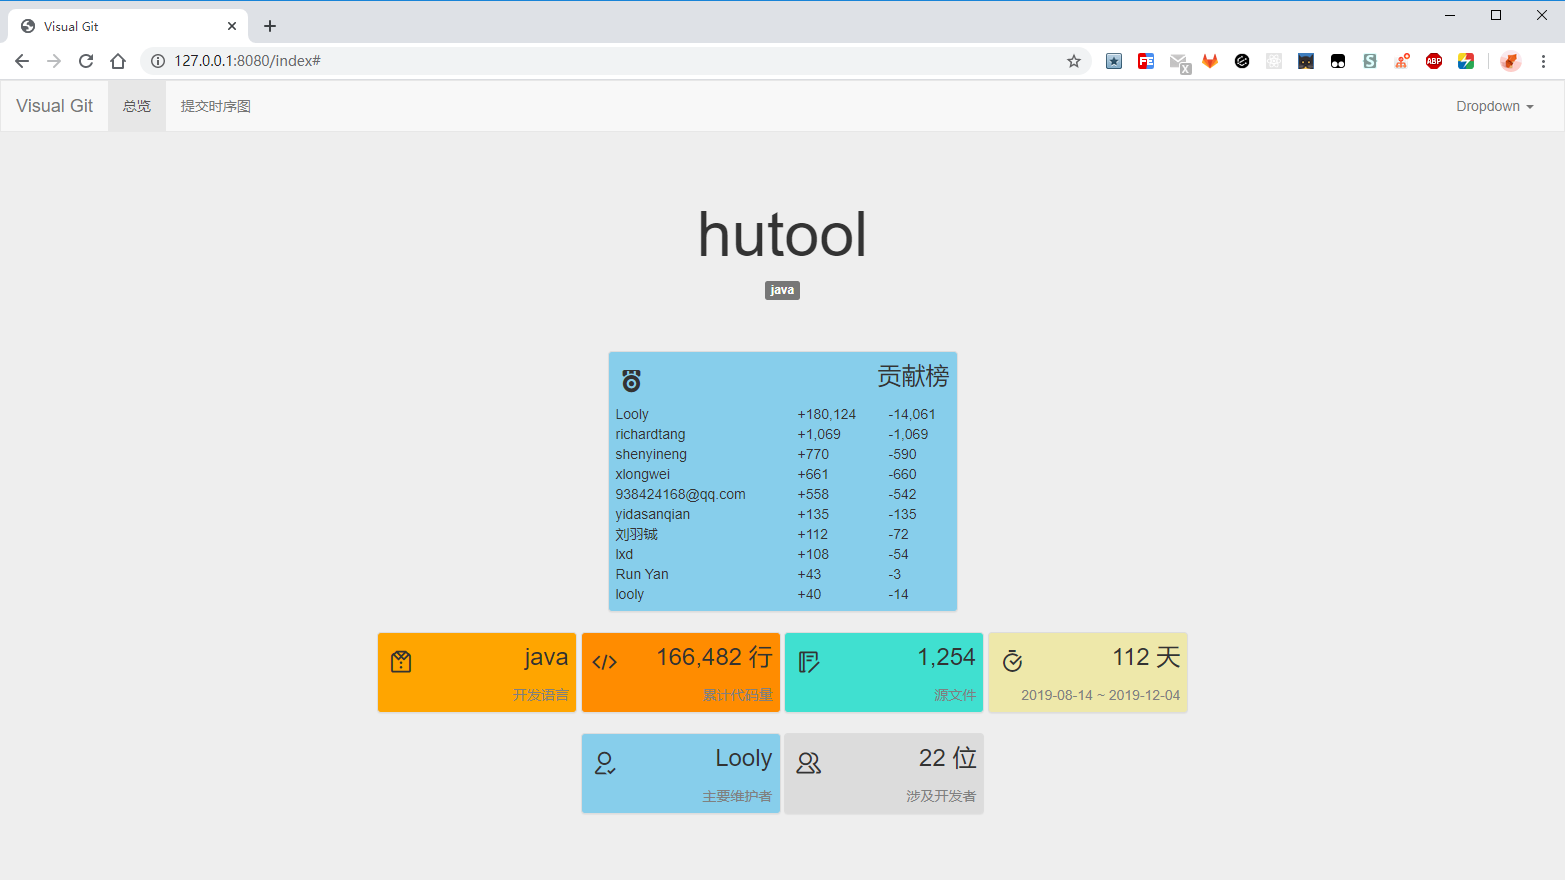 Visual Git
127.0.0.1:8080/index#
Visual Git 总览 提交时序图 Dropdown
hutool
java
贡献榜
Looly +180,124 -14,061
richardtang +1,069 -1,069
shenyineng +770 -590
xlongwei +661 -660
938424168@qq.com +558 -542
yidasanqian +135 -135
刘羽铖 +112 -72
lxd +108 -54
Run Yan +43 -3
looly +40 -14
java
开发语言
166,482 行
累计代码量
1,254
源文件
112 天
2019-08-14 ~ 2019-12-04
Looly
主要维护者
22 位
涉及开发者